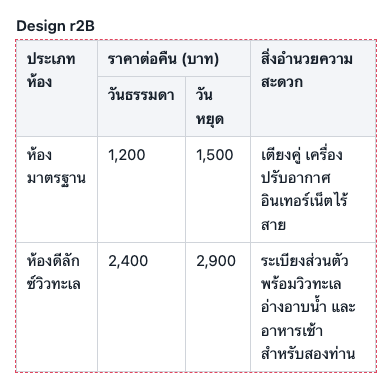 Design r2B
ประเภท
ห้อง
ราคาต่อคืน (บาท)
สิ่งอำนวยความ
สะดวก
วันธรรมดา
วัน
หยุด
ห้อง
มาตรฐาน
1,200
1,500
เตียงคู่ เครื่อง
ปรับอากาศ
อินเทอร์เน็ตไร้
สาย
ห้องดีลัก
ซ์วิวทะเล
2,400
2,900
ระเบียงส่วนตัว
พร้อมวิวทะเล
อ่างอาบน้ำ และ
อาหารเช้า
สำหรับสองท่าน